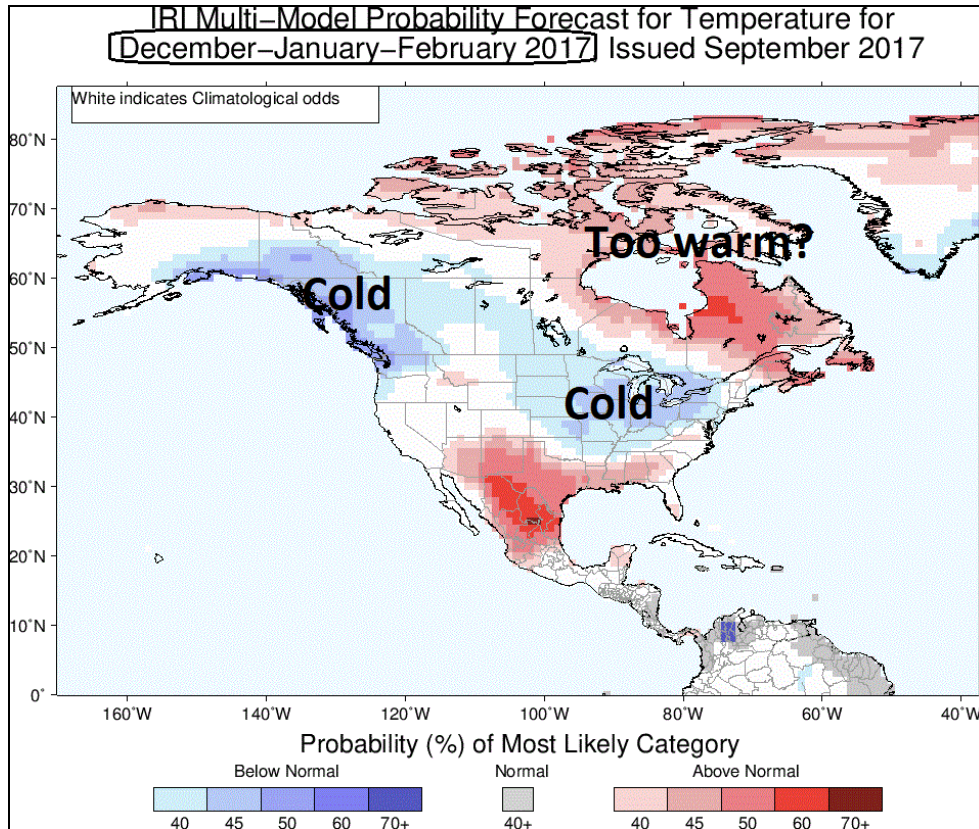 IRI Multi−Model Probability Forecast for Temperature for
December−January−February 2017 Issued September 2017
White indicates Climatological odds
80˚N
70˚N
Too warm?
60˚N
Cold
50˚N
40˚N
Cold
30˚N
20˚N
10˚N
0˚
160˚W 140˚W 120˚W 100˚W 80˚W 60˚W 40˚W
Probability (%) of Most Likely Category
Below Normal Normal Above Normal
40 45 50 60 70+ 40+ 40 45 50 60 70+